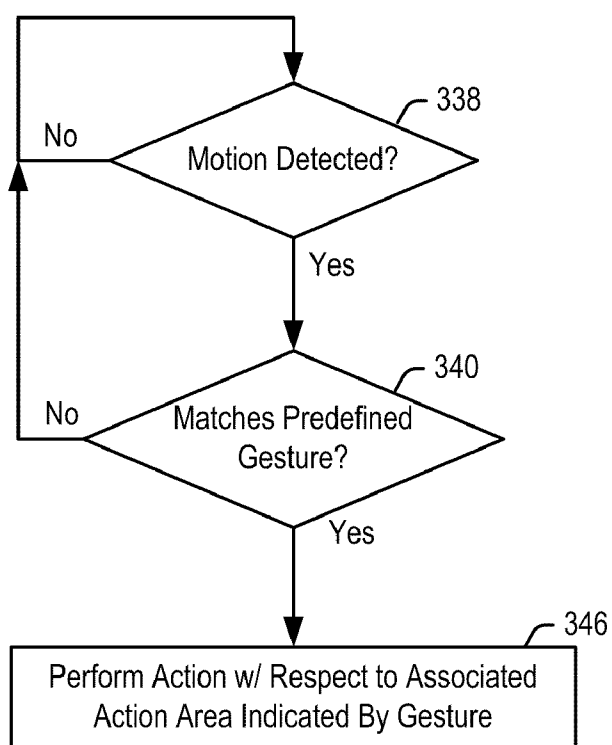 338
No
Motion Detected?
Yes
340
No
Matches Predefined
Gesture?
Yes
346
Perform Action w/ Respect to Associated
Action Area Indicated By Gesture